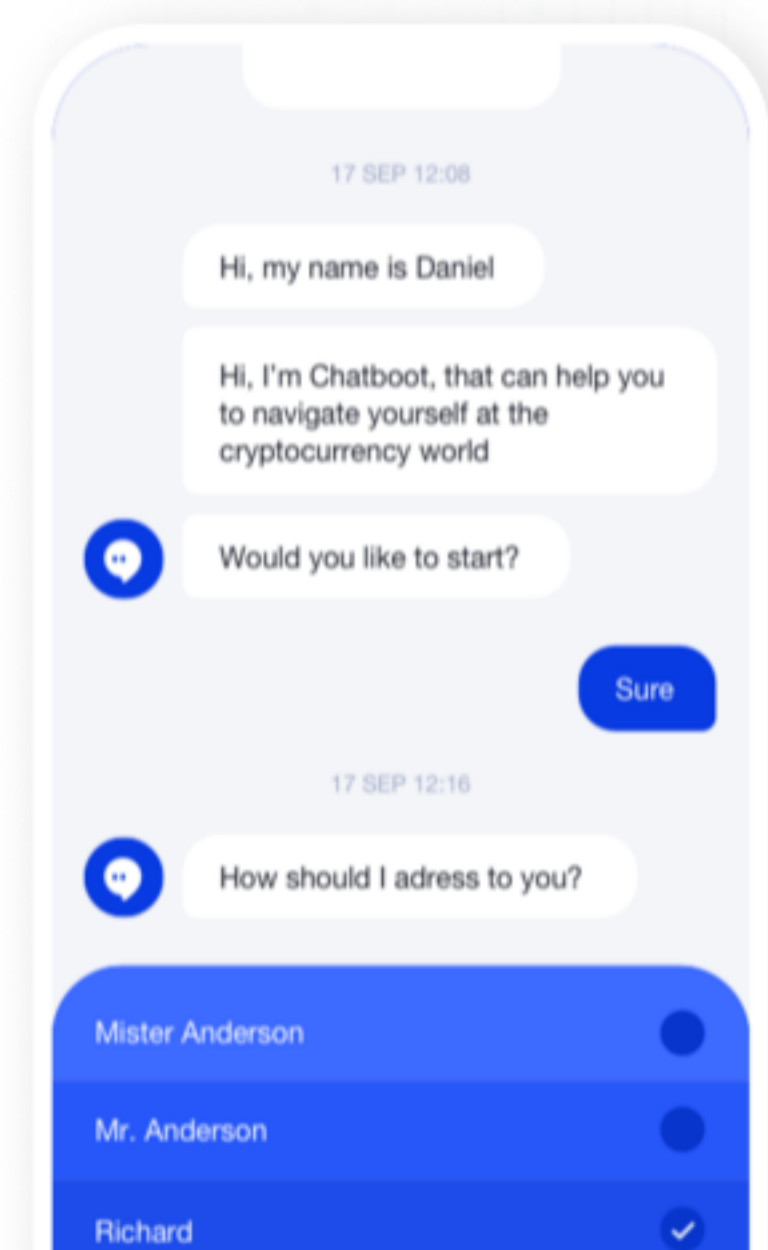 17 SEP 12:08
Hi, my name is Daniel
Hi, I'm Chatboot, that can help you
to navigate yourself at the
cryptocurrency world
Would you like to start?
Sure
17 SEP 12:16
How should I adress to you?
Mister Anderson
Mr. Anderson
Richard